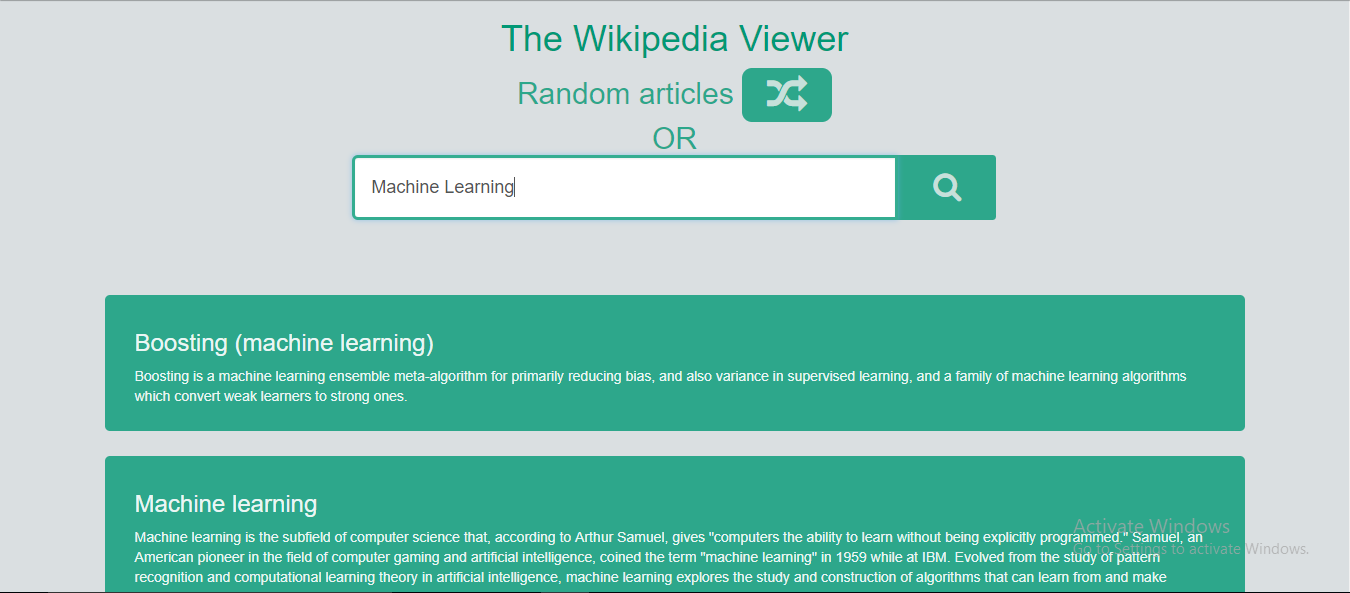 The Wikipedia Viewer
Random articles
OR
Machine Learning
Boosting (machine learning)
Boosting is a machine learning ensemble meta-algorithm for primarily reducing bias, and also variance in supervised learning, and a family of machine learning algorithms
which convert weak learners to strong ones.
Machine learning
Machine learning is the subfield of computer science that, according to Arthur Samuel, gives "computers the ability to learn without being explicitly programmed." Samuel, an
American pioneer in the field of computer gaming and artificial intelligence, coined the term "machine learning" in 1959 while at IBM. Evolved from the study of pattern
recognition and computational learning theory in artificial intelligence, machine learning explores the study and construction of algorithms that can learn from and make
Activate Windows
Go to Settings to activate Windows.